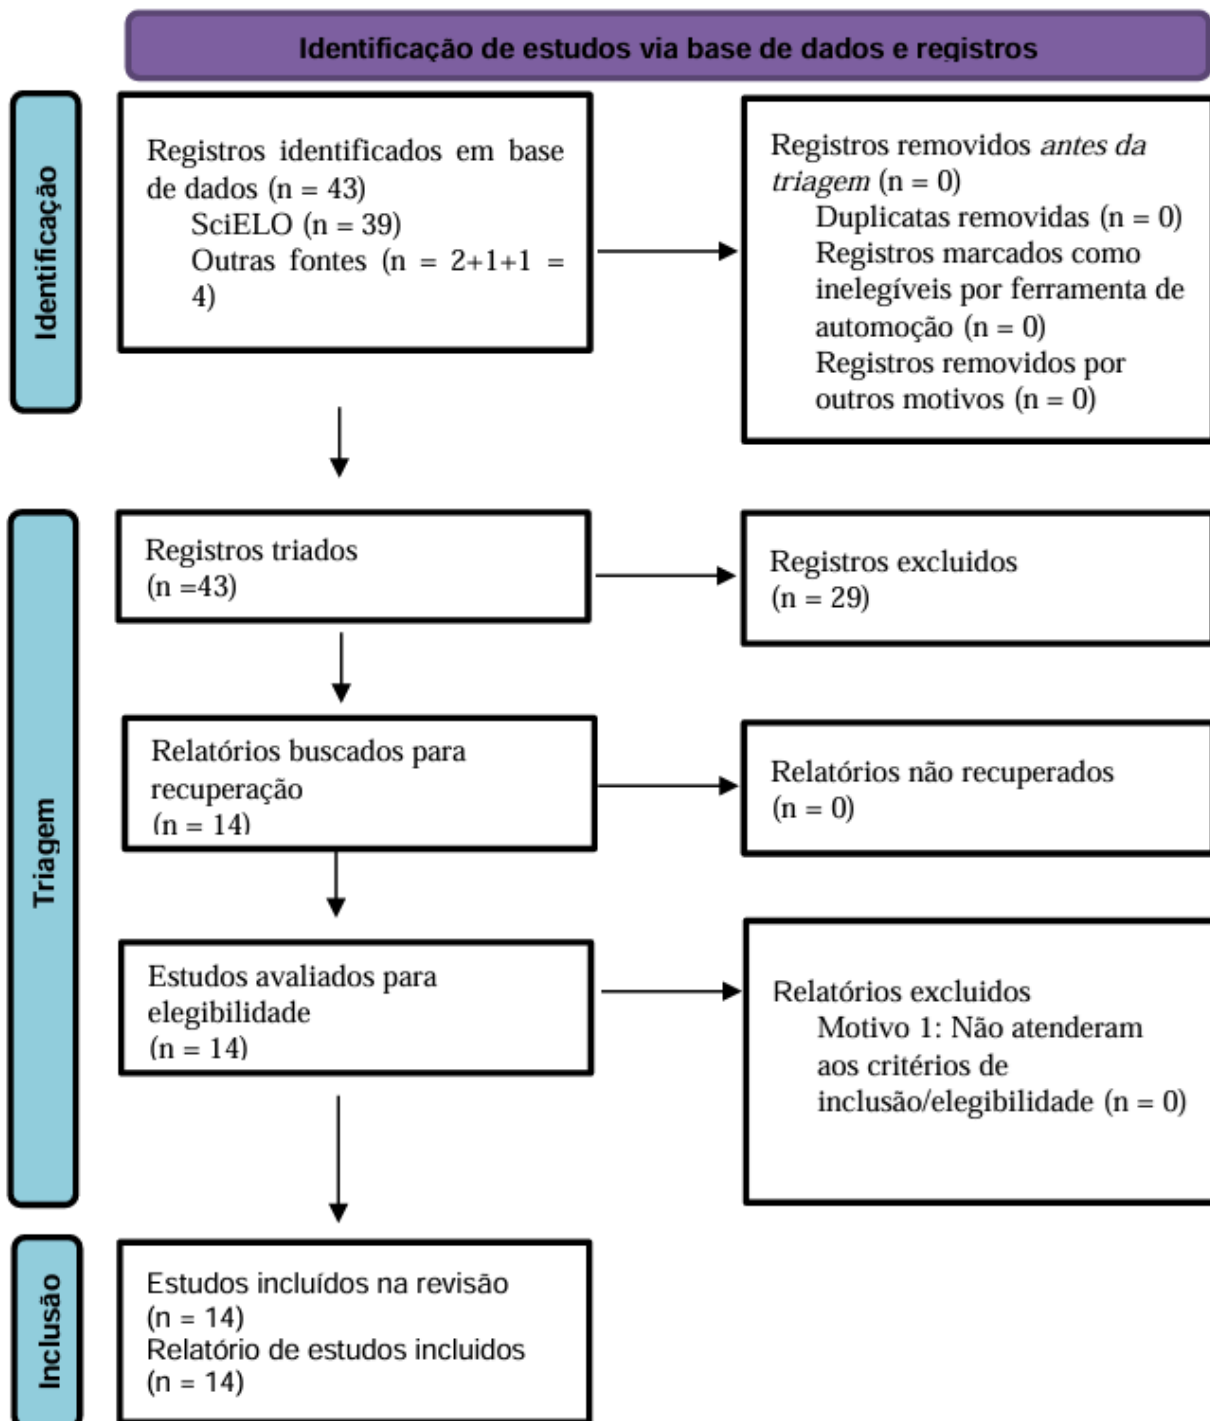 Identificação de estudos via base de dados e registros
Identificação
Registros identificados em base
de dados (n = 43)
SciELO (n = 39)
Outras fontes (n = 2+1+1 =
4)
Registros removidos antes da
triagem (n = 0)
Duplicatas removidas (n = 0)
Registros marcados como
inelegíveis por ferramenta de
automoção (n = 0)
Registros removidos por
outros motivos (n = 0)
Triagem
Registros triados
(n =43)
Registros excluidos
(n = 29)
Relatórios buscados para
recuperação
(n = 14)
Relatórios não recuperados
(n = 0)
Estudos avaliados para
elegibilidade
(n = 14)
Relatórios excluidos
Motivo 1: Não atenderam
aos critérios de
inclusão/elegibilidade (n = 0)
Inclusão
Estudos incluídos na revisão
(n = 14)
Relatório de estudos incluidos
(n = 14)